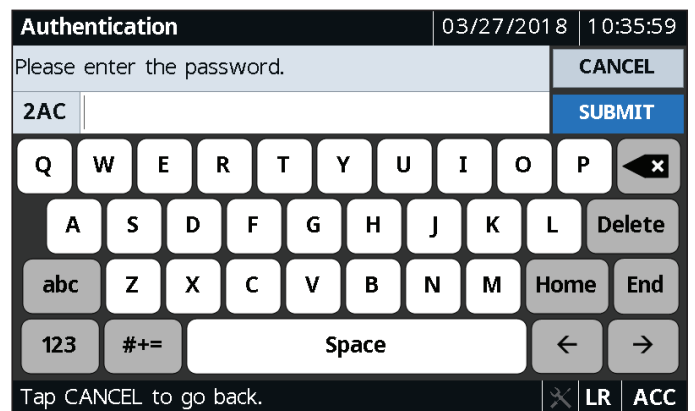 Authentication 03/27/2018 10:35:59
Please enter the password. CANCEL
2AC SUBMIT
Q W E R T Y U I O P
A S D F G H J K L Delete
abc Z X C V B N M Home End
123 #+= Space ← →
Tap CANCEL to go back. LR ACC